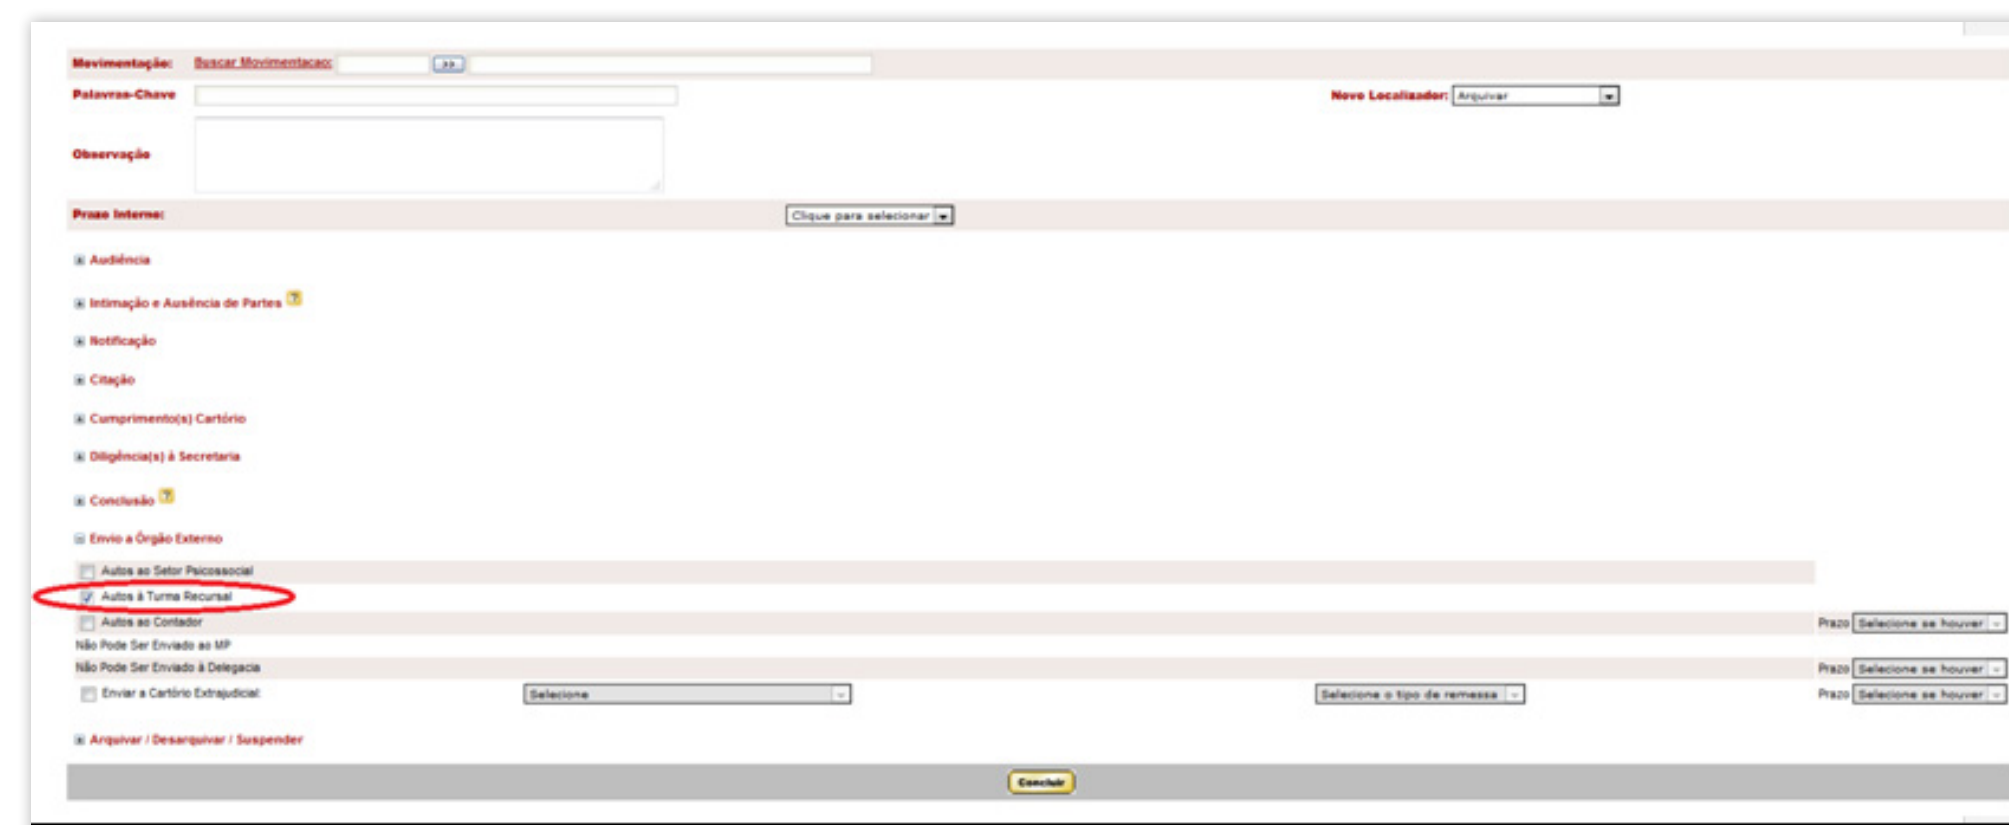 Movimentação: Buscar Movimentacao: >>
Palavras-Chave Novo Localizador: Arquivar
Observação
Prazo Interno: Clique para selecionar
Audiência
Intimação e Ausência de Partes ?
Notificação
Citação
Cumprimento(s) Cartório
Diligência(s) à Secretaria
Conclusão ?
Envio a Órgão Externo
Autos ao Setor Psicossocial
Autos à Turma Recursal
Autos ao Contador Prazo Selecione se houver
Não Pode Ser Enviado ao MP
Não Pode Ser Enviado à Delegacia Prazo Selecione se houver
Enviar a Cartório Extrajudicial: Selecione Selecione o tipo de remessa Prazo Selecione se houver
Arquivar / Desarquivar / Suspender
Concluir